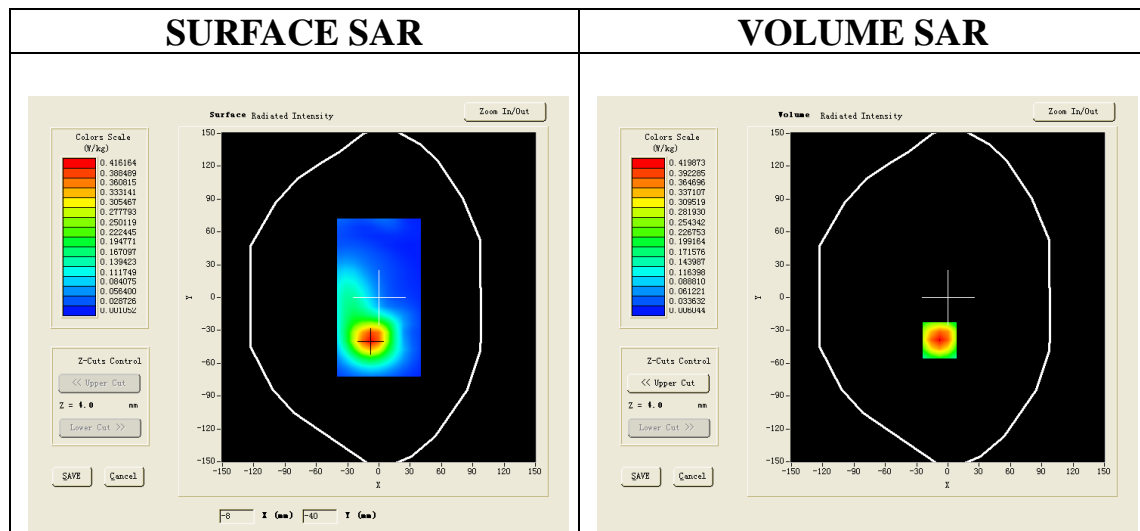 SURFACE SAR
VOLUME SAR
Surface Radiated Intensity
Zoom In/Out
Colors Scale
(W/kg)
0.416164
0.388489
0.360815
0.333141
0.305467
0.277793
0.250119
0.222445
0.194771
0.167097
0.139423
0.111749
0.084075
0.056400
0.028726
0.001052
150
120
90
60
30
0
-30
-60
-90
-120
-150
Y
-150 -120 -90 -60 -30 0 30 60 90 120 150
X
Z-Cuts Control
<< Upper Cut
Z = 4.0 mm
Lower Cut >>
SAVE Cancel
-8 X (mm) -40 Y (mm)
Volume Radiated Intensity
Zoom In/Out
Colors Scale
(W/kg)
0.419873
0.392285
0.364696
0.337107
0.309519
0.281930
0.254342
0.226753
0.199164
0.171576
0.143987
0.116398
0.088810
0.061221
0.033632
0.006044
150
120
90
60
30
0
-30
-60
-90
-120
-150
Y
-150 -120 -90 -60 -30 0 30 60 90 120 150
X
Z-Cuts Control
<< Upper Cut
Z = 4.0 mm
Lower Cut >>
SAVE Cancel